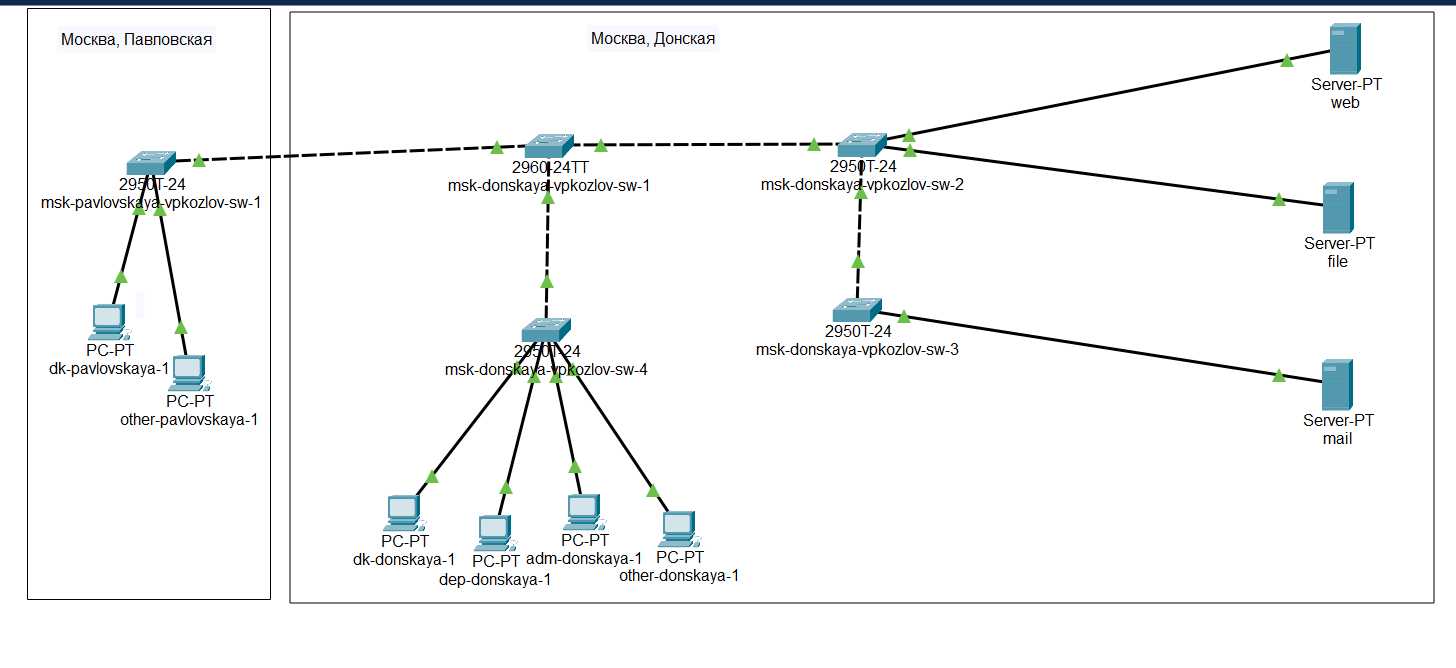 Москва, Павловская
Москва, Донская
Server-PT
web
2950T-24
msk-pavlovskaya-vpkozlov-sw-1
2960-24TT
msk-donskaya-vpkozlov-sw-1
2950T-24
msk-donskaya-vpkozlov-sw-2
Server-PT
file
PC-PT
dk-pavlovskaya-1
PC-PT
other-pavlovskaya-1
2950T-24
msk-donskaya-vpkozlov-sw-4
2950T-24
msk-donskaya-vpkozlov-sw-3
Server-PT
mail
PC-PT
dk-donskaya-1
PC-PT
dep-donskaya-1
PC-PT
adm-donskaya-1
PC-PT
other-donskaya-1